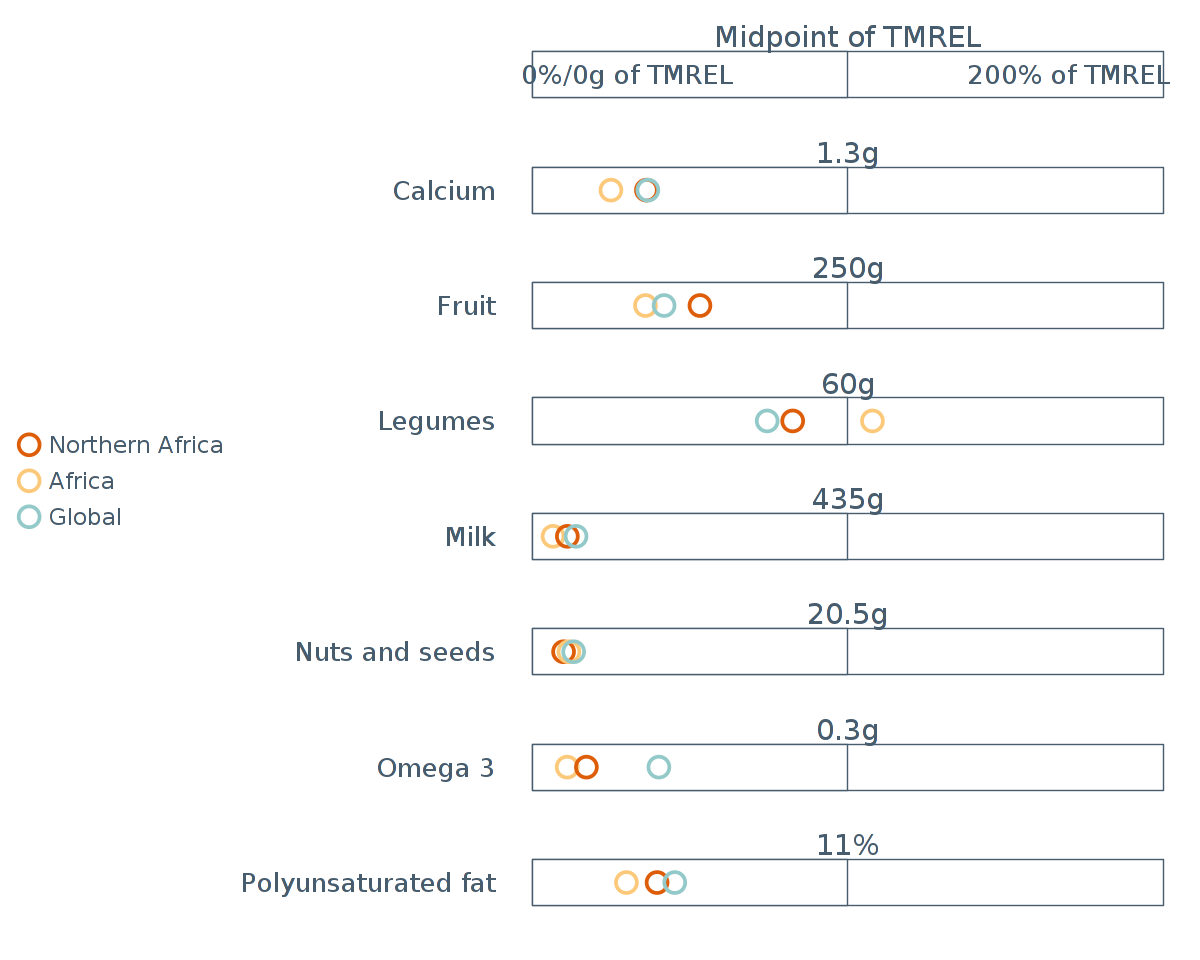 Midpoint of TMREL
0%/0g of TMREL
200% of TMREL
1.3g
Calcium
250g
Fruit
60g
Legumes
Northern Africa
Africa
Global
435g
Milk
20.5g
Nuts and seeds
0.3g
Omega 3
11%
Polyunsaturated fat